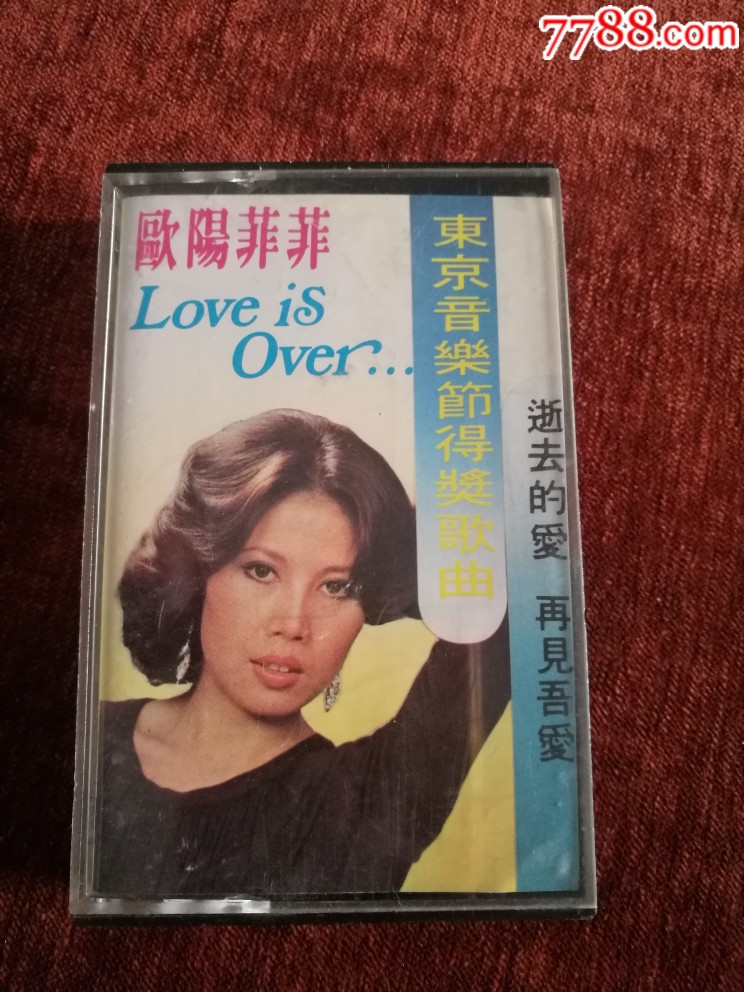 7788.com
歐陽菲菲
Love is
Over...
東京音樂節得獎歌曲
逝去的愛 再見吾愛